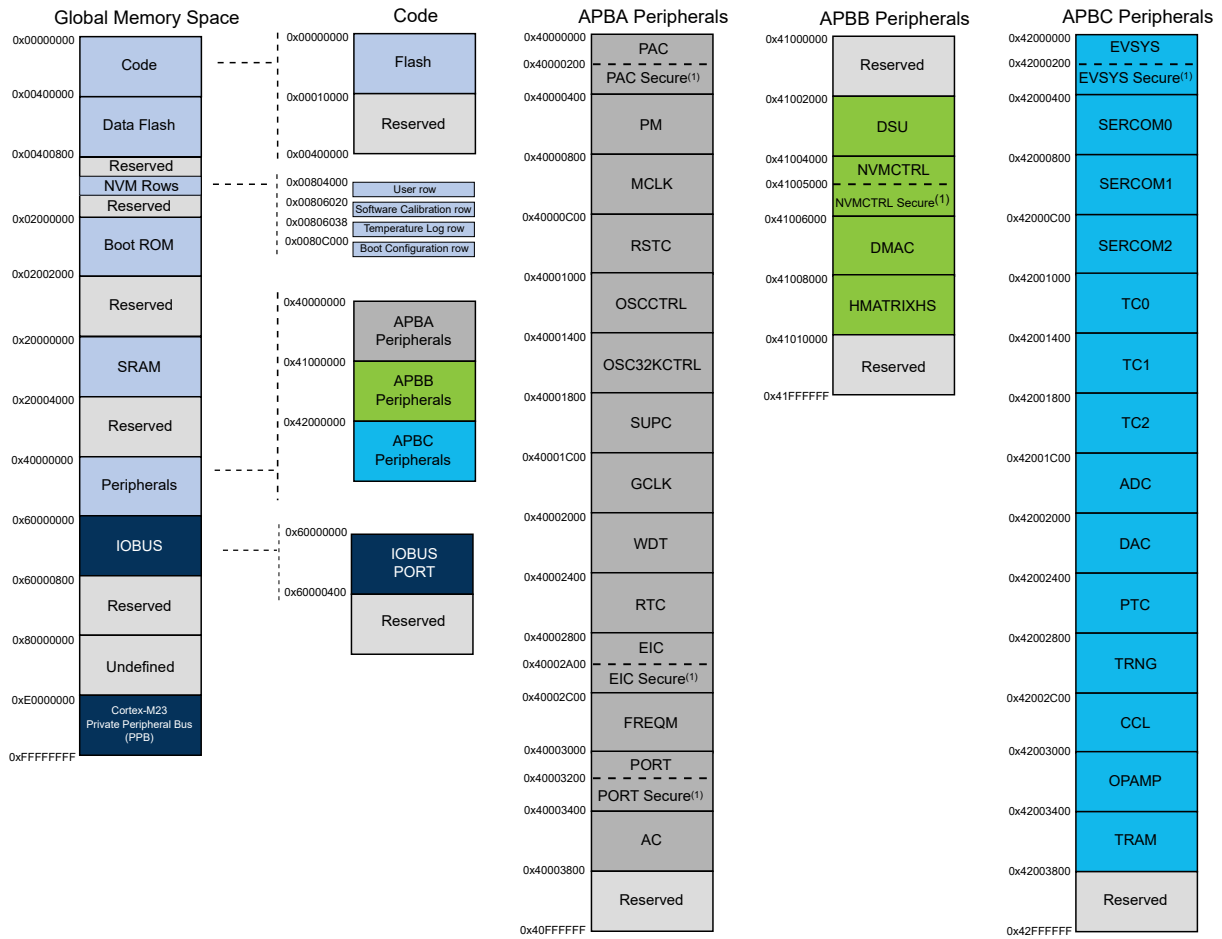 Global Memory Space
0x00000000
Code
0x00400000
Data Flash
0x00400800
Reserved
NVM Rows
Reserved
0x02000000
Boot ROM
0x02002000
Reserved
0x20000000
SRAM
0x20004000
Reserved
0x40000000
Peripherals
0x60000000
IOBUS
0x60000800
Reserved
0x80000000
Undefined
0xE0000000
Cortex-M23
Private Peripheral Bus
(PPB)
0xFFFFFFFF
Code
0x00000000
Flash
0x00010000
Reserved
0x00400000
0x00804000
User row
0x00806020
Software Calibration row
0x00806038
Temperature Log row
0x0080C000
Boot Configuration row
0x40000000
APBA
Peripherals
0x41000000
APBB
Peripherals
0x42000000
APBC
Peripherals
0x60000000
IOBUS
PORT
0x60000400
Reserved
APBA Peripherals
0x40000000
PAC
0x40000200
PAC Secure(1)
0x40000400
PM
0x40000800
MCLK
0x40000C00
RSTC
0x40001000
OSCCTRL
0x40001400
OSC32KCTRL
0x40001800
SUPC
0x40001C00
GCLK
0x40002000
WDT
0x40002400
RTC
0x40002800
EIC
0x40002A00
EIC Secure(1)
0x40002C00
FREQM
0x40003000
PORT
0x40003200
PORT Secure(1)
0x40003400
AC
0x40003800
Reserved
0x40FFFFFF
APBB Peripherals
0x41000000
Reserved
0x41002000
DSU
0x41004000
NVMCTRL
0x41005000
NVMCTRL Secure(1)
0x41006000
DMAC
0x41008000
HMATRIXHS
0x41010000
Reserved
0x41FFFFFF
APBC Peripherals
0x42000000
EVSYS
0x42000200
EVSYS Secure(1)
0x42000400
SERCOM0
0x42000800
SERCOM1
0x42000C00
SERCOM2
0x42001000
TC0
0x42001400
TC1
0x42001800
TC2
0x42001C00
ADC
0x42002000
DAC
0x42002400
PTC
0x42002800
TRNG
0x42002C00
CCL
0x42003000
OPAMP
0x42003400
TRAM
0x42003800
Reserved
0x42FFFFFF